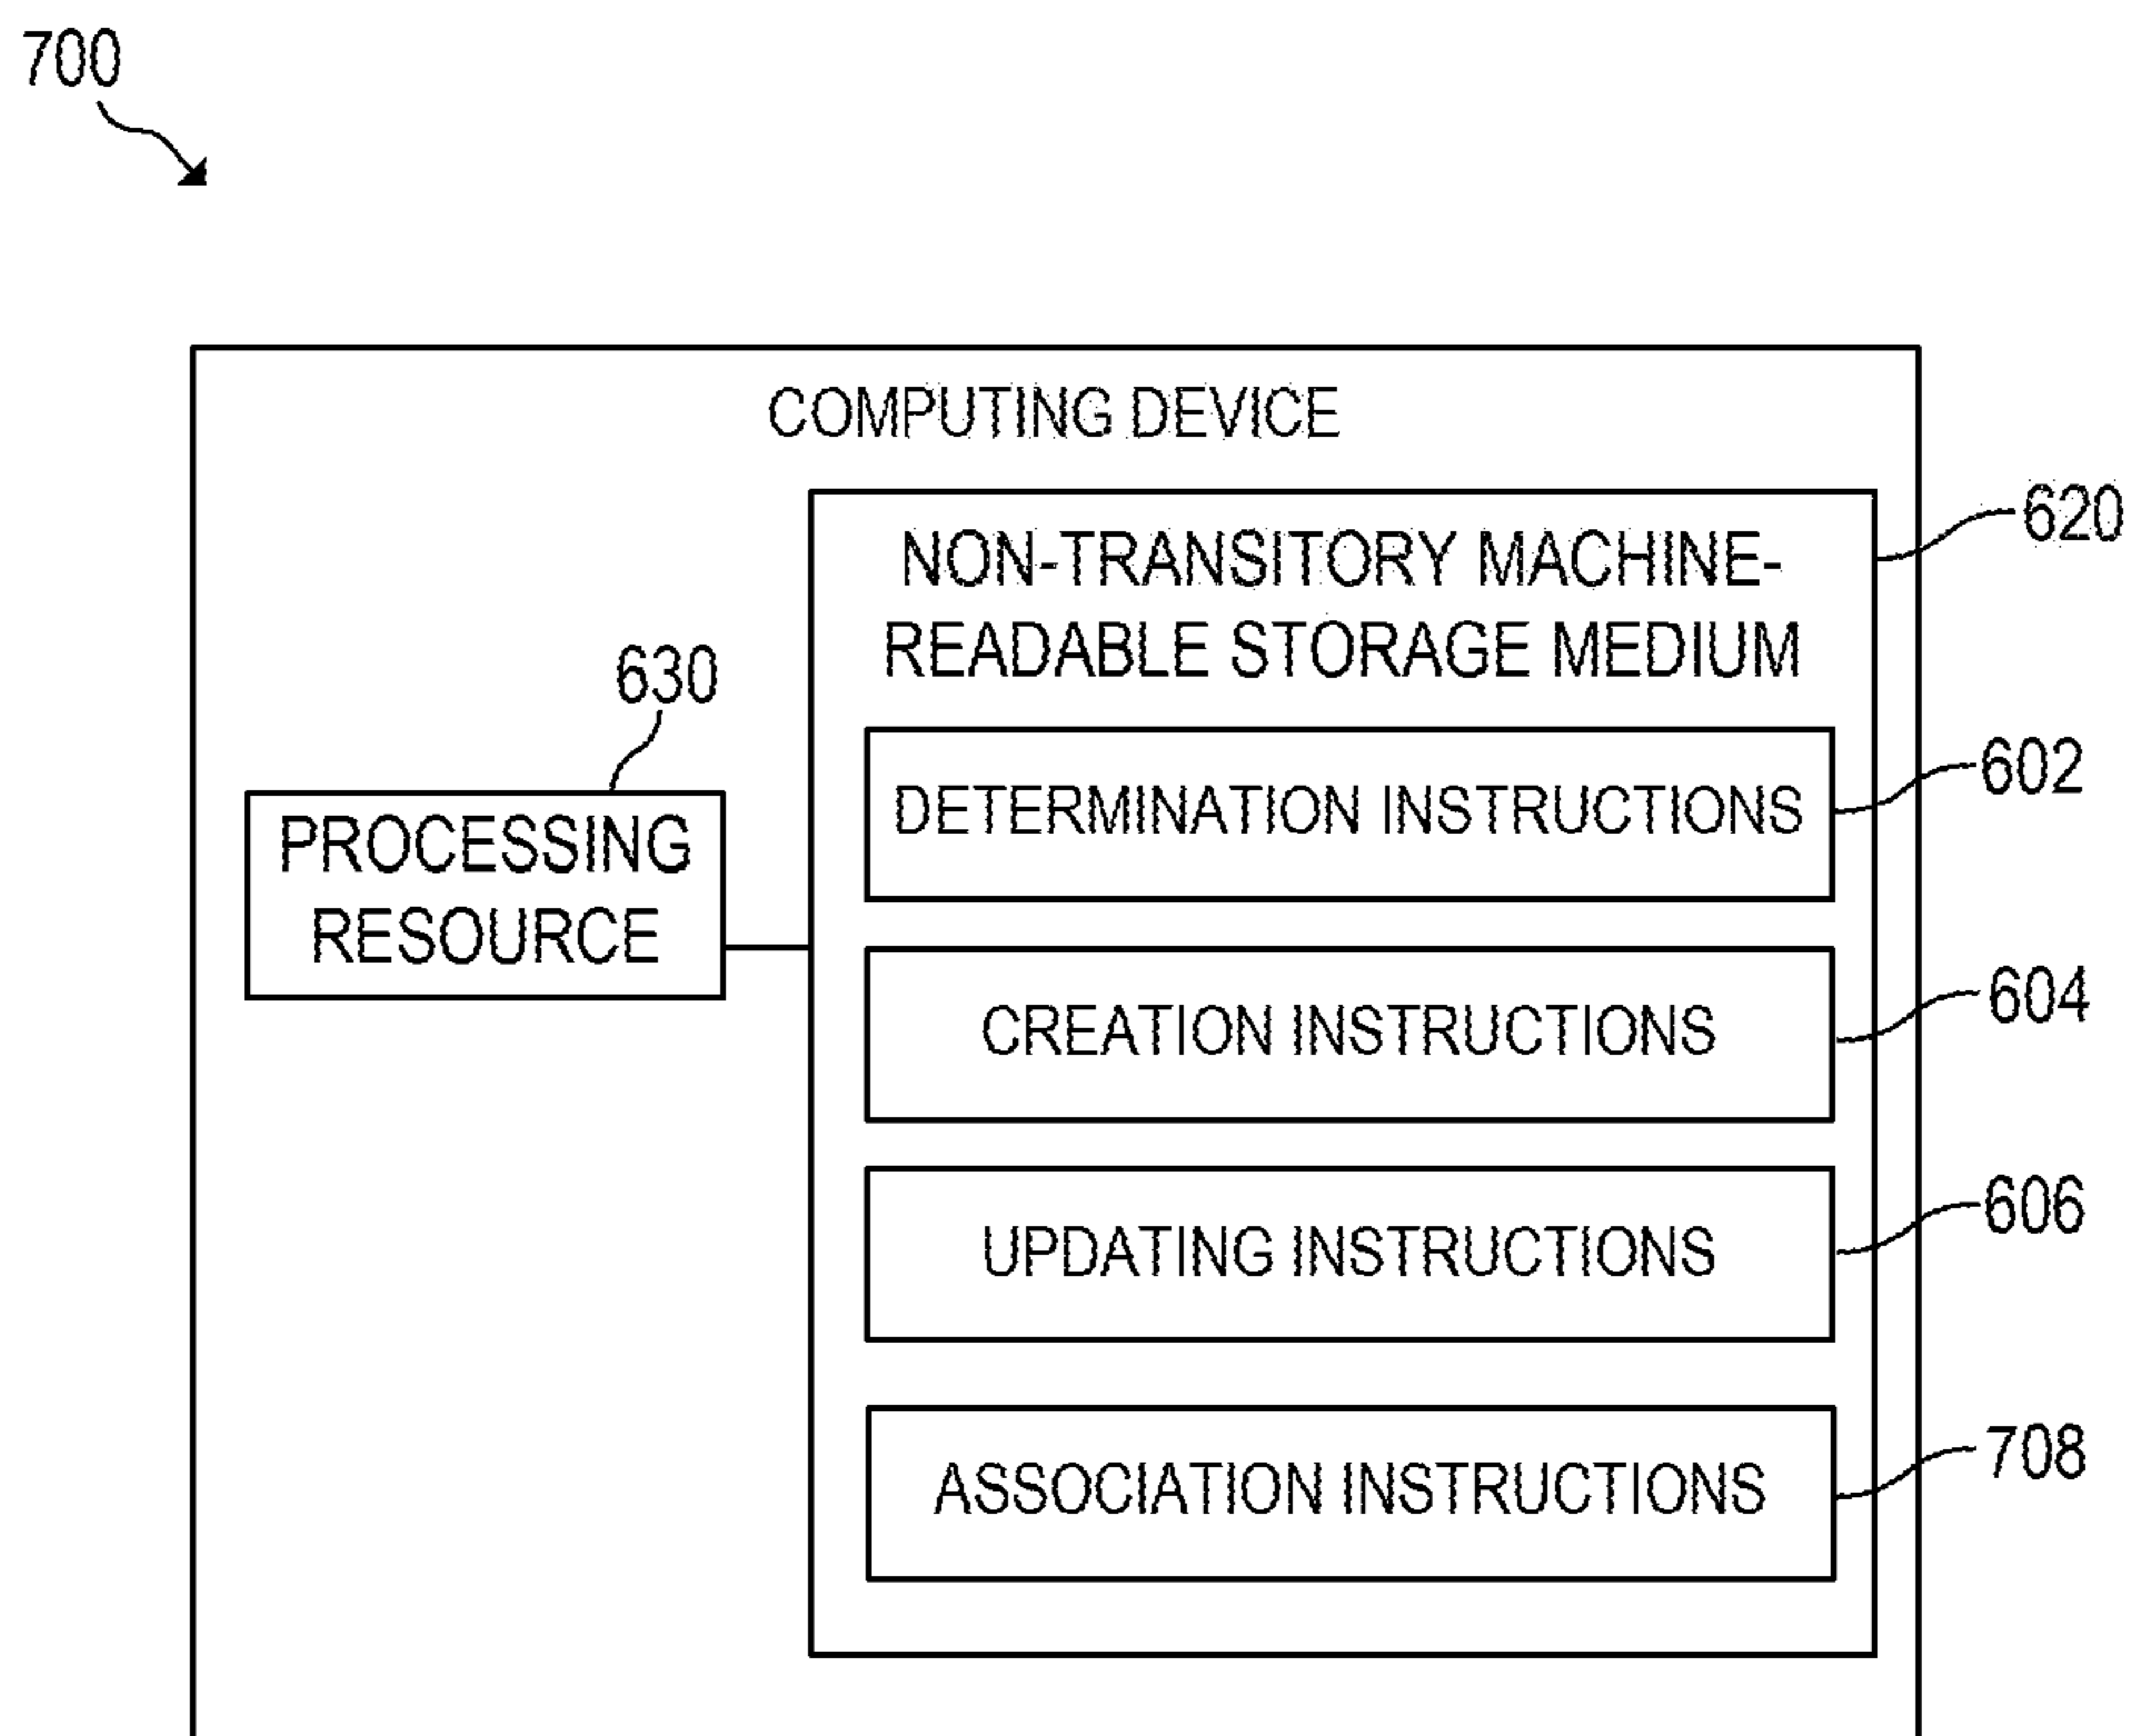 700
COMPUTING DEVICE
620
NON-TRANSITORY MACHINE-
READABLE STORAGE MEDIUM
630
PROCESSING
RESOURCE
602
DETERMINATION INSTRUCTIONS
604
CREATION INSTRUCTIONS
606
UPDATING INSTRUCTIONS
708
ASSOCIATION INSTRUCTIONS